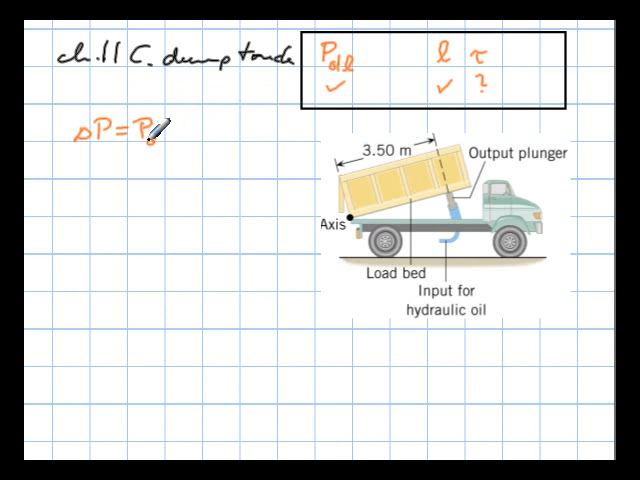 ch. 11 C. dump truck
P oil l τ
✓ ✓ ?
ΔP = P
3.50 m
Output plunger
Axis
Load bed
Input for
hydraulic oil